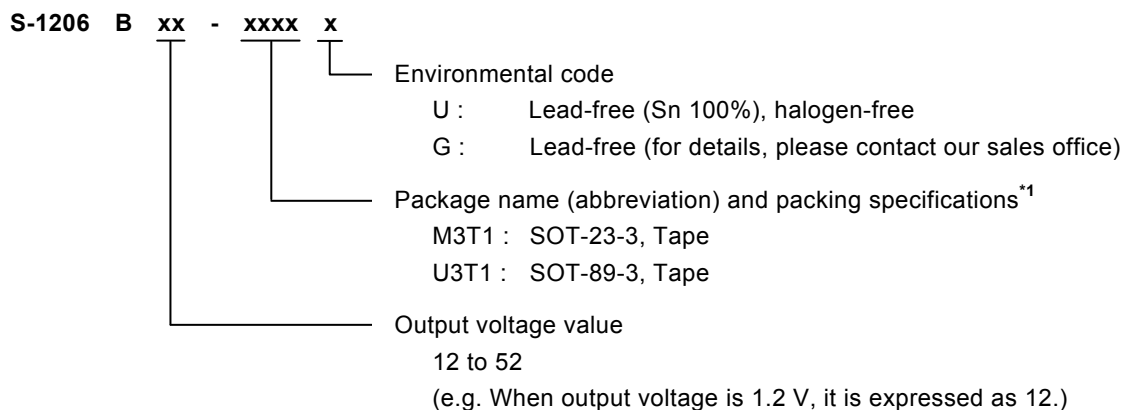 S-1206 B xx - xxxx x
Environmental code
U : Lead-free (Sn 100%), halogen-free
G : Lead-free (for details, please contact our sales office)
Package name (abbreviation) and packing specifications*1
M3T1 : SOT-23-3, Tape
U3T1 : SOT-89-3, Tape
Output voltage value
12 to 52
(e.g. When output voltage is 1.2 V, it is expressed as 12.)